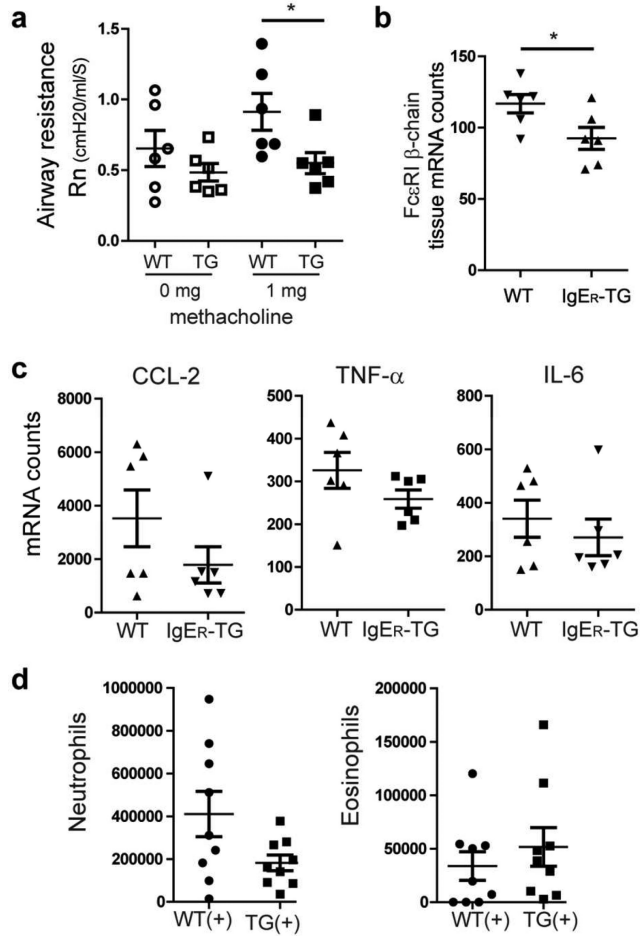 a
Airway resistance
Rn (cmH20/ml/S)
1.5
1.0
0.5
0.0
*
WT TG WT TG
0 mg 1 mg
methacholine
b
FcεRI β-chain
tissue mRNA counts
150
100
50
0
*
WT IgER-TG
c
mRNA counts
CCL-2
8000
6000
4000
2000
0
WT IgER-TG
TNF-α
500
400
300
200
100
0
WT IgER-TG
IL-6
800
600
400
200
0
WT IgER-TG
d
Neutrophils
1000000
800000
600000
400000
200000
0
WT(+) TG(+)
Eosinophils
200000
150000
100000
50000
0
WT(+) TG(+)